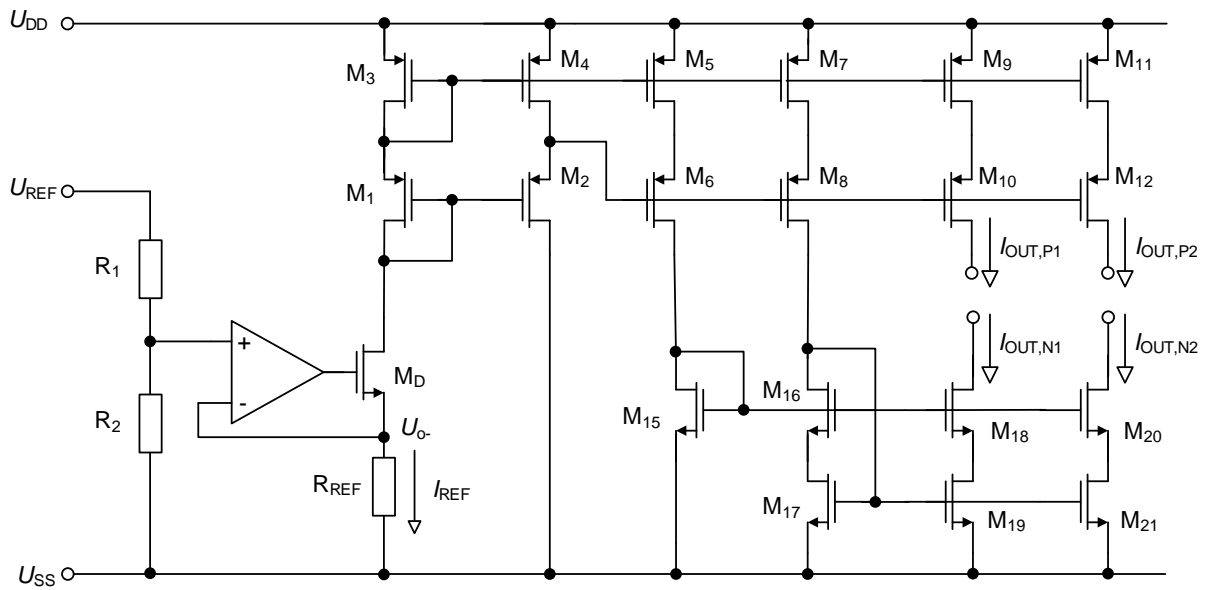 UDD
M3
M4
M5
M7
M9
M11
UREF
M1
M2
M6
M8
M10
M12
R1
IOUT,P1
IOUT,P2
+
-
MD
IOUT,N1
IOUT,N2
R2
Uo-
M15
M16
M18
M20
RREF
IREF
M17
M19
M21
USS